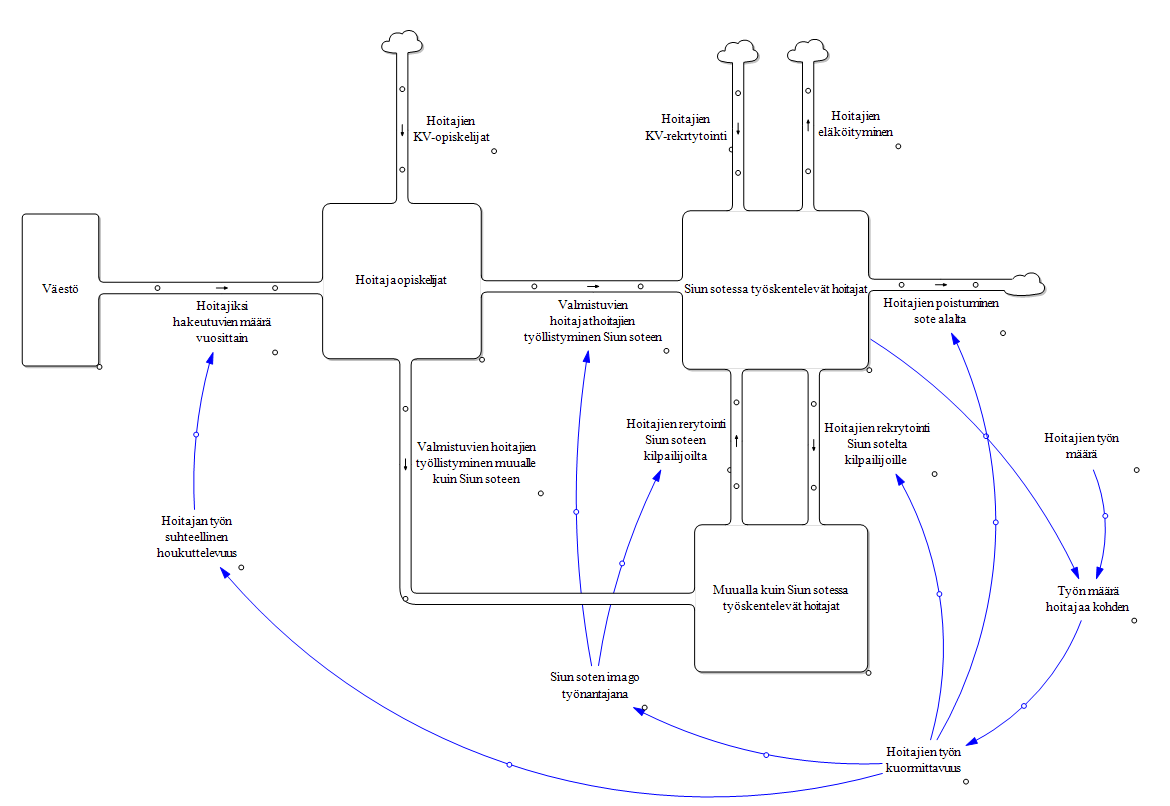 Hoitajien
KV-opiskelijat
Hoitajien
KV-rekrtytointi
Hoitajien
eläköityminen
Väestö
Hoitajaopiskelijat
Siun sotessa työskentelevät hoitajat
Hoitajiksi
hakeutuvien määrä
vuosittain
Valmistuvien
hoitajathoitajien
työllistyminen Siun soteen
Hoitajien poistuminen
sote alalta
Valmistuvien hoitajien
työllistyminen muualle
kuin Siun soteen
Hoitajien rerytointi
Siun soteen
kilpailijoilta
Hoitajien rekrytointi
Siun sotelta
kilpailijoille
Hoitajien työn
määrä
Hoitajan työn
suhteellinen
houkuttelevuus
Muualla kuin Siun sotessa
työskentelevät hoitajat
Työn määrä
hoitajaa kohden
Siun soten imago
työnantajana
Hoitajien työn
kuormittavuus